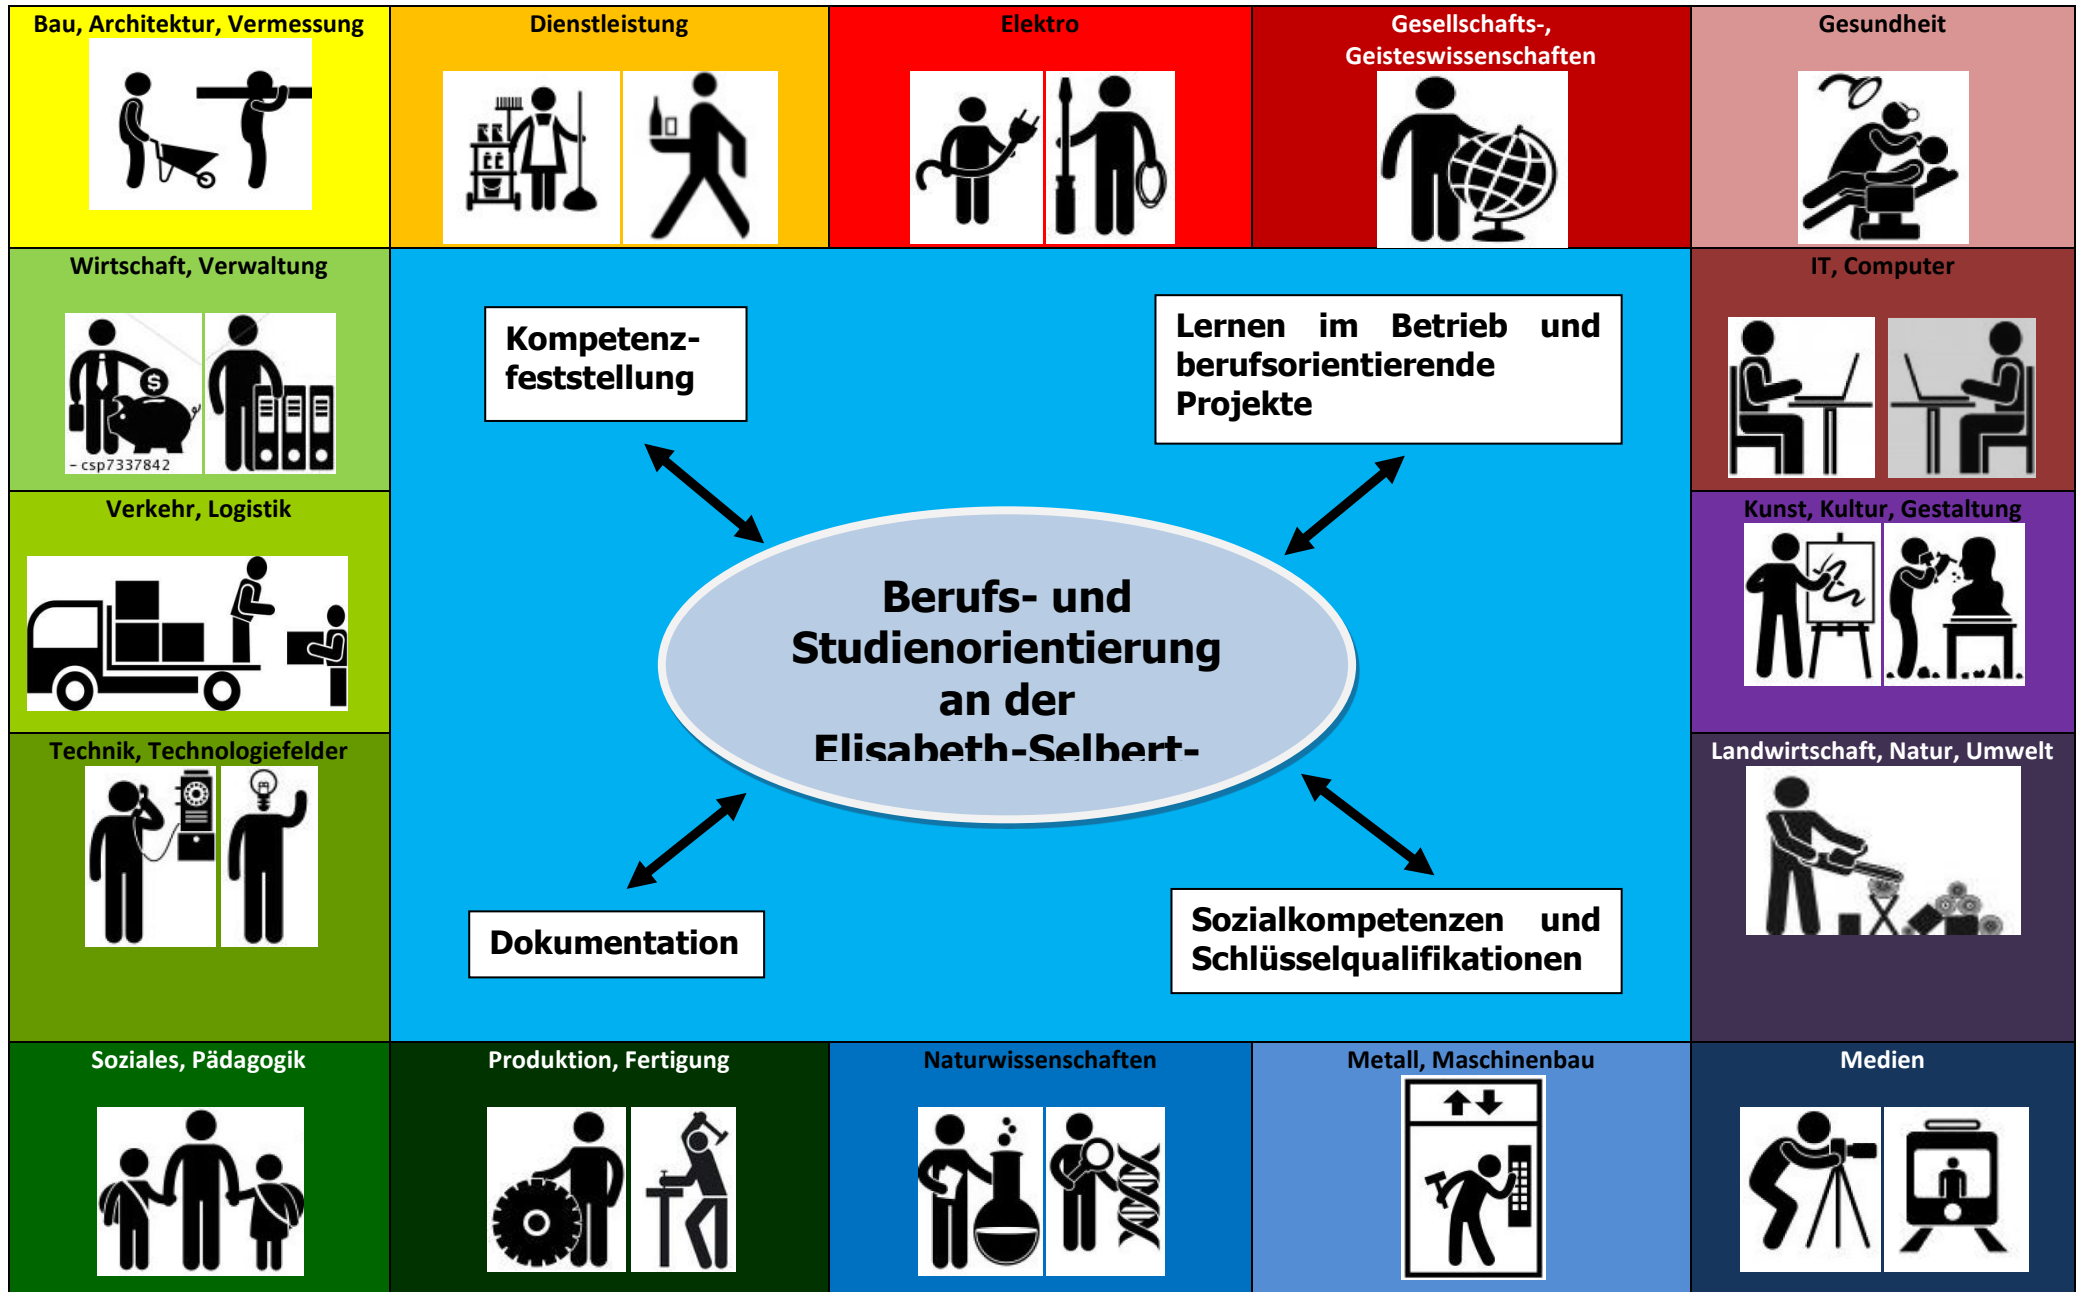 Bau, Architektur, Vermessung
Dienstleistung
Elektro
Gesellschafts-,
Geisteswissenschaften
Gesundheit
Wirtschaft, Verwaltung
- csp7337842
IT, Computer
Kompetenz-
feststellung
Lernen im Betrieb und
berufsorientierende
Projekte
Verkehr, Logistik
Kunst, Kultur, Gestaltung
Berufs- und
Studienorientierung
an der
Elisabeth-Selbert-
Technik, Technologiefelder
Landwirtschaft, Natur, Umwelt
Dokumentation
Sozialkompetenzen und
Schlüsselqualifikationen
Soziales, Pädagogik
Produktion, Fertigung
Naturwissenschaften
Metall, Maschinenbau
Medien